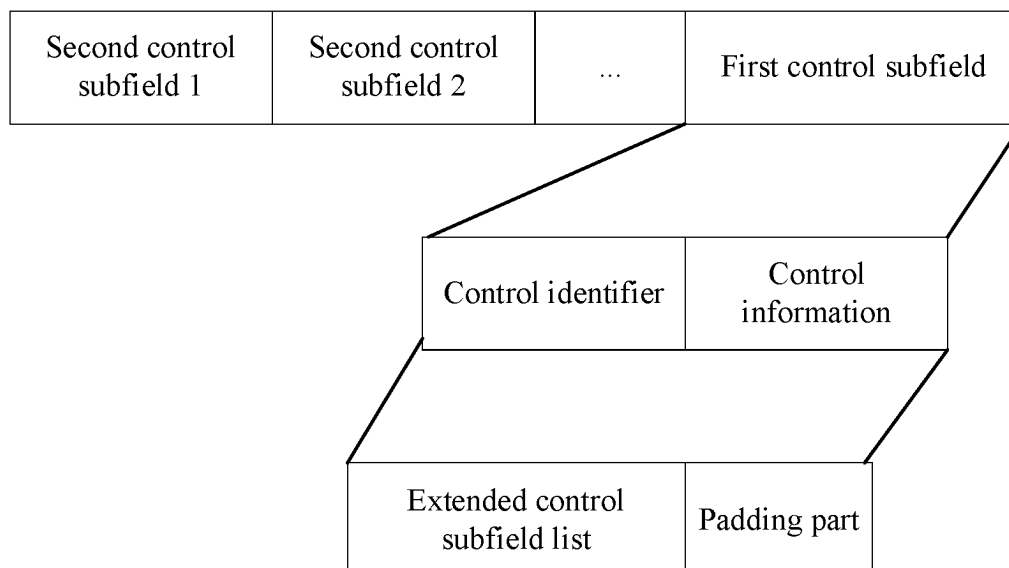 Second control
subfield 1
Second control
subfield 2
...
First control subfield
Control identifier
Control
information
Extended control
subfield list
Padding part